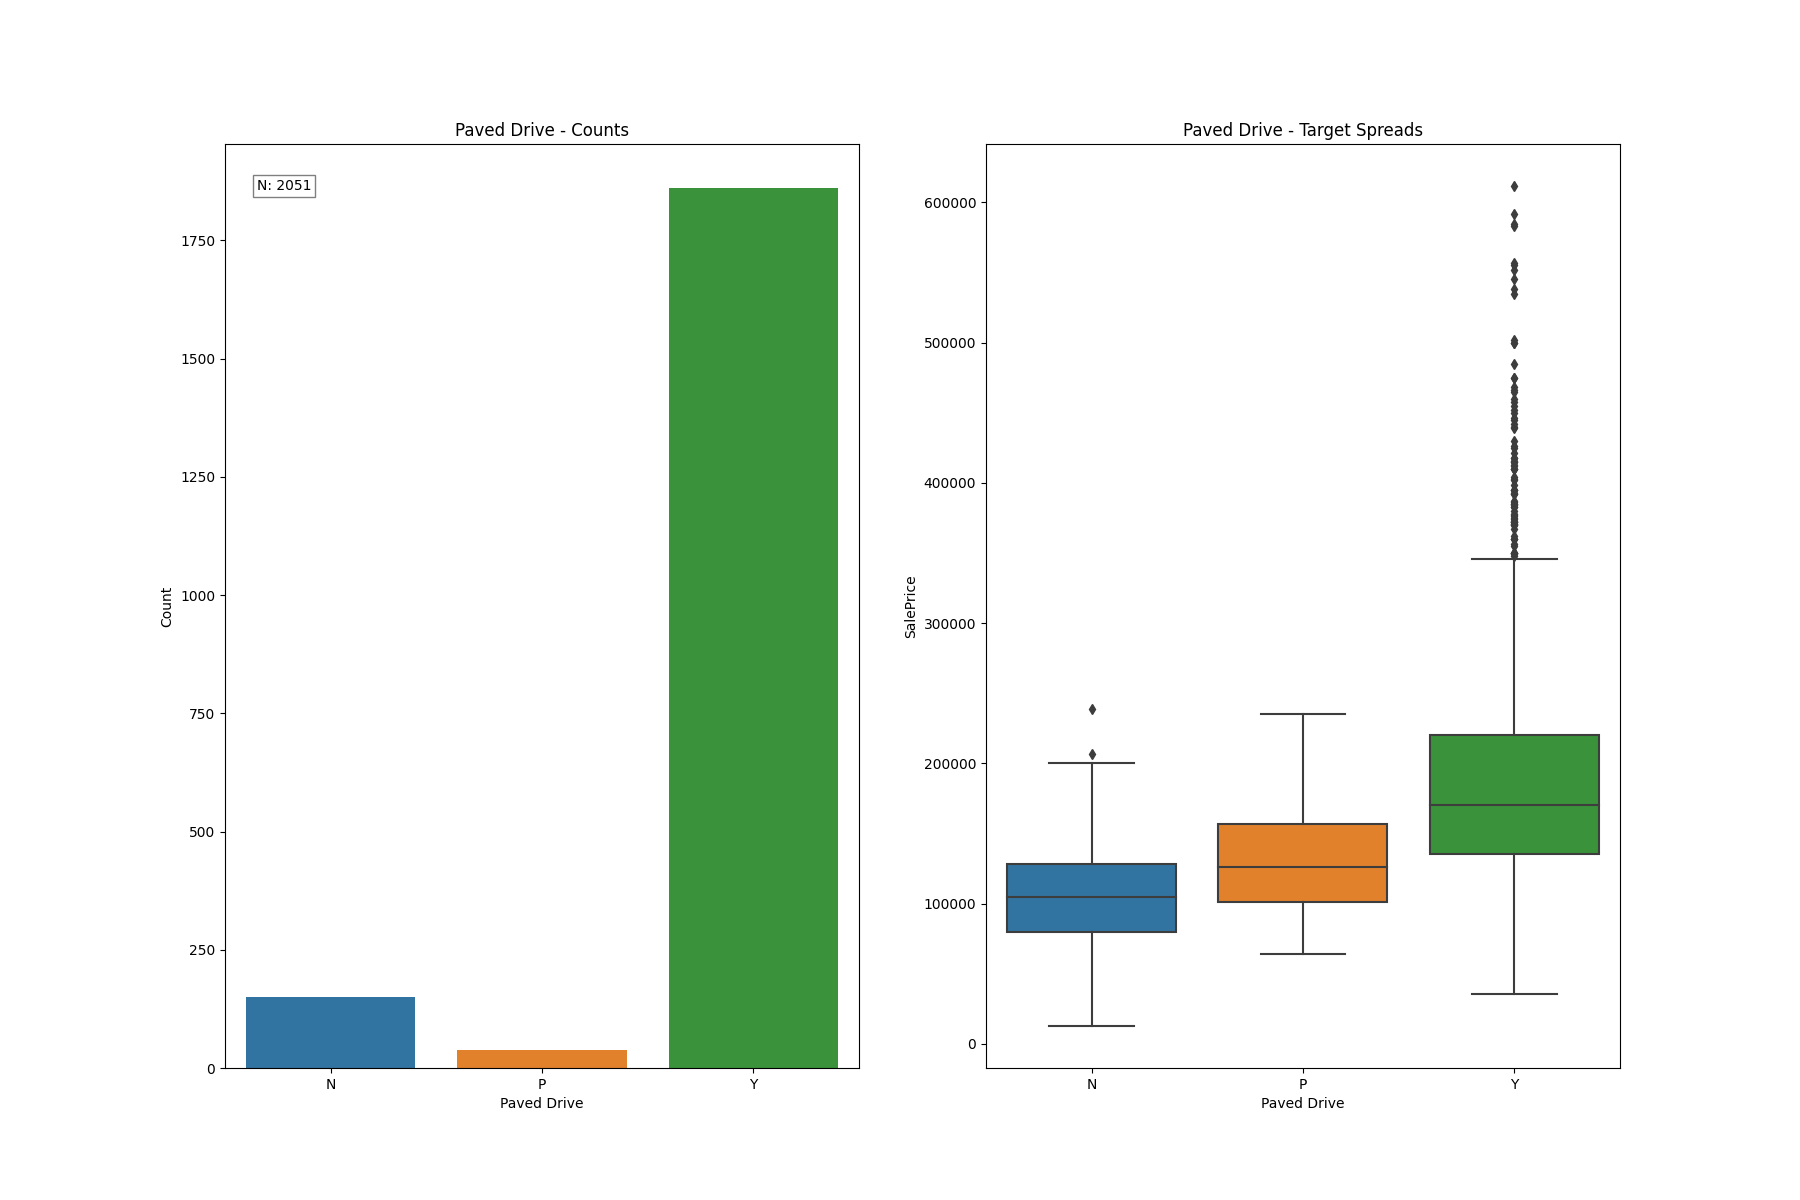 Paved Drive - Counts
N: 2051
1750
1500
1250
1000
750
500
250
0
Count
N P Y
Paved Drive
Paved Drive - Target Spreads
600000
500000
400000
300000
200000
100000
0
SalePrice
N P Y
Paved Drive